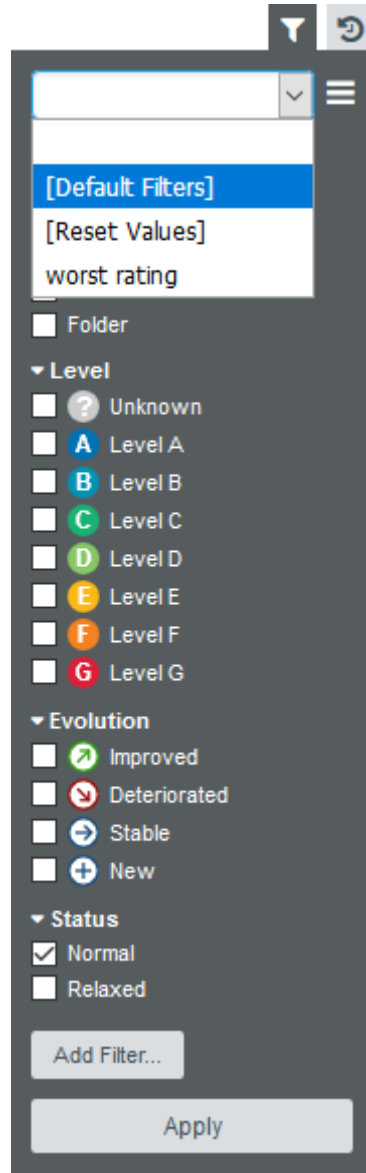 [Default Filters]
[Reset Values]
worst rating
Folder
Level
? Unknown
A Level A
B Level B
C Level C
D Level D
E Level E
F Level F
G Level G
Evolution
Improved
Deteriorated
Stable
New
Status
Normal
Relaxed
Add Filter...
Apply